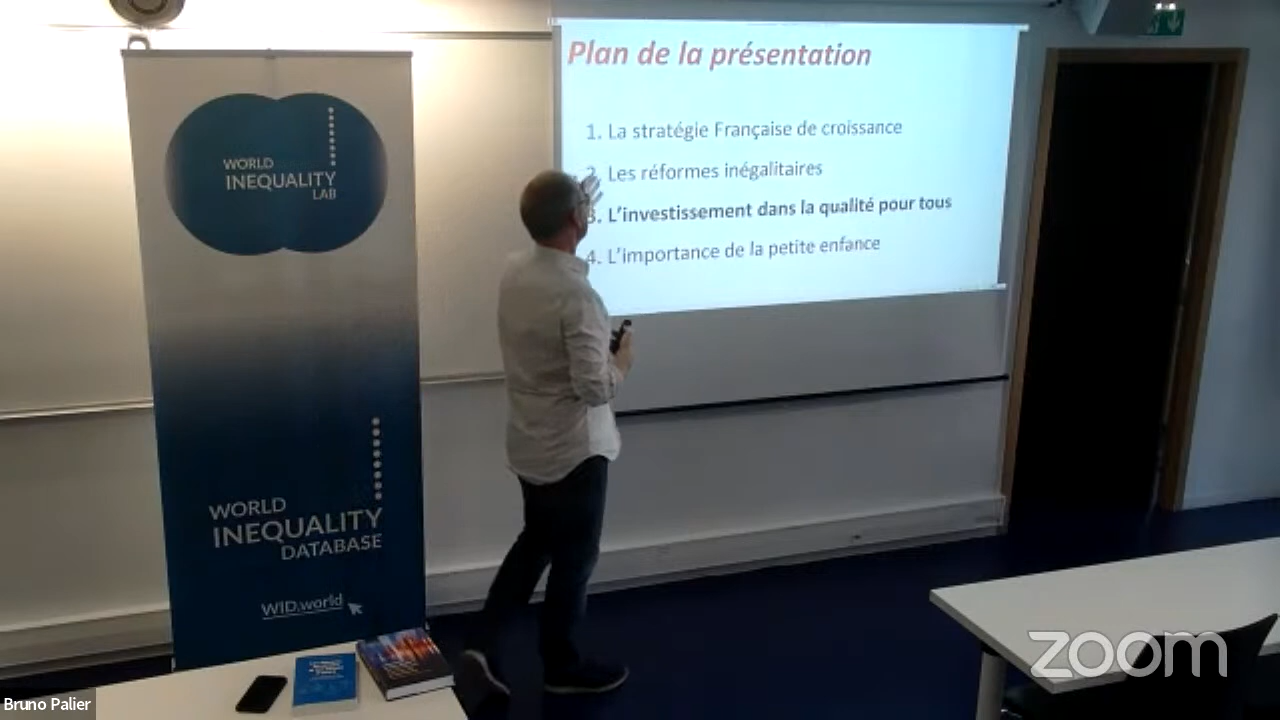 Plan de la présentation
1. La stratégie Française de croissance
2. Les réformes inégalitaires
3. L'investissement dans la qualité pour tous
4. L'importance de la petite enfance
WORLD
INEQUALITY
LAB
WORLD
INEQUALITY
DATABASE
WID.world
zoom
Bruno Palier